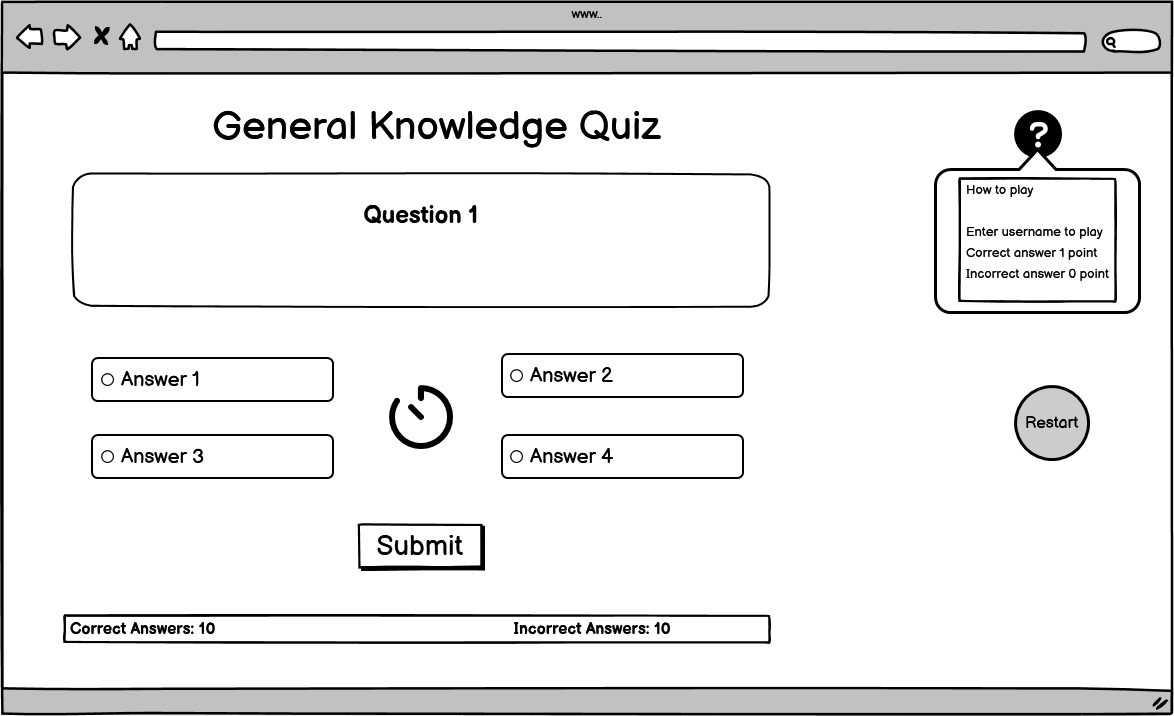 www..
General Knowledge Quiz
?
Question 1
How to play
Enter username to play
Correct answer 1 point
Incorrect answer 0 point
Answer 1
Answer 2
Answer 3
Answer 4
Restart
Submit
Correct Answers: 10
Incorrect Answers: 10